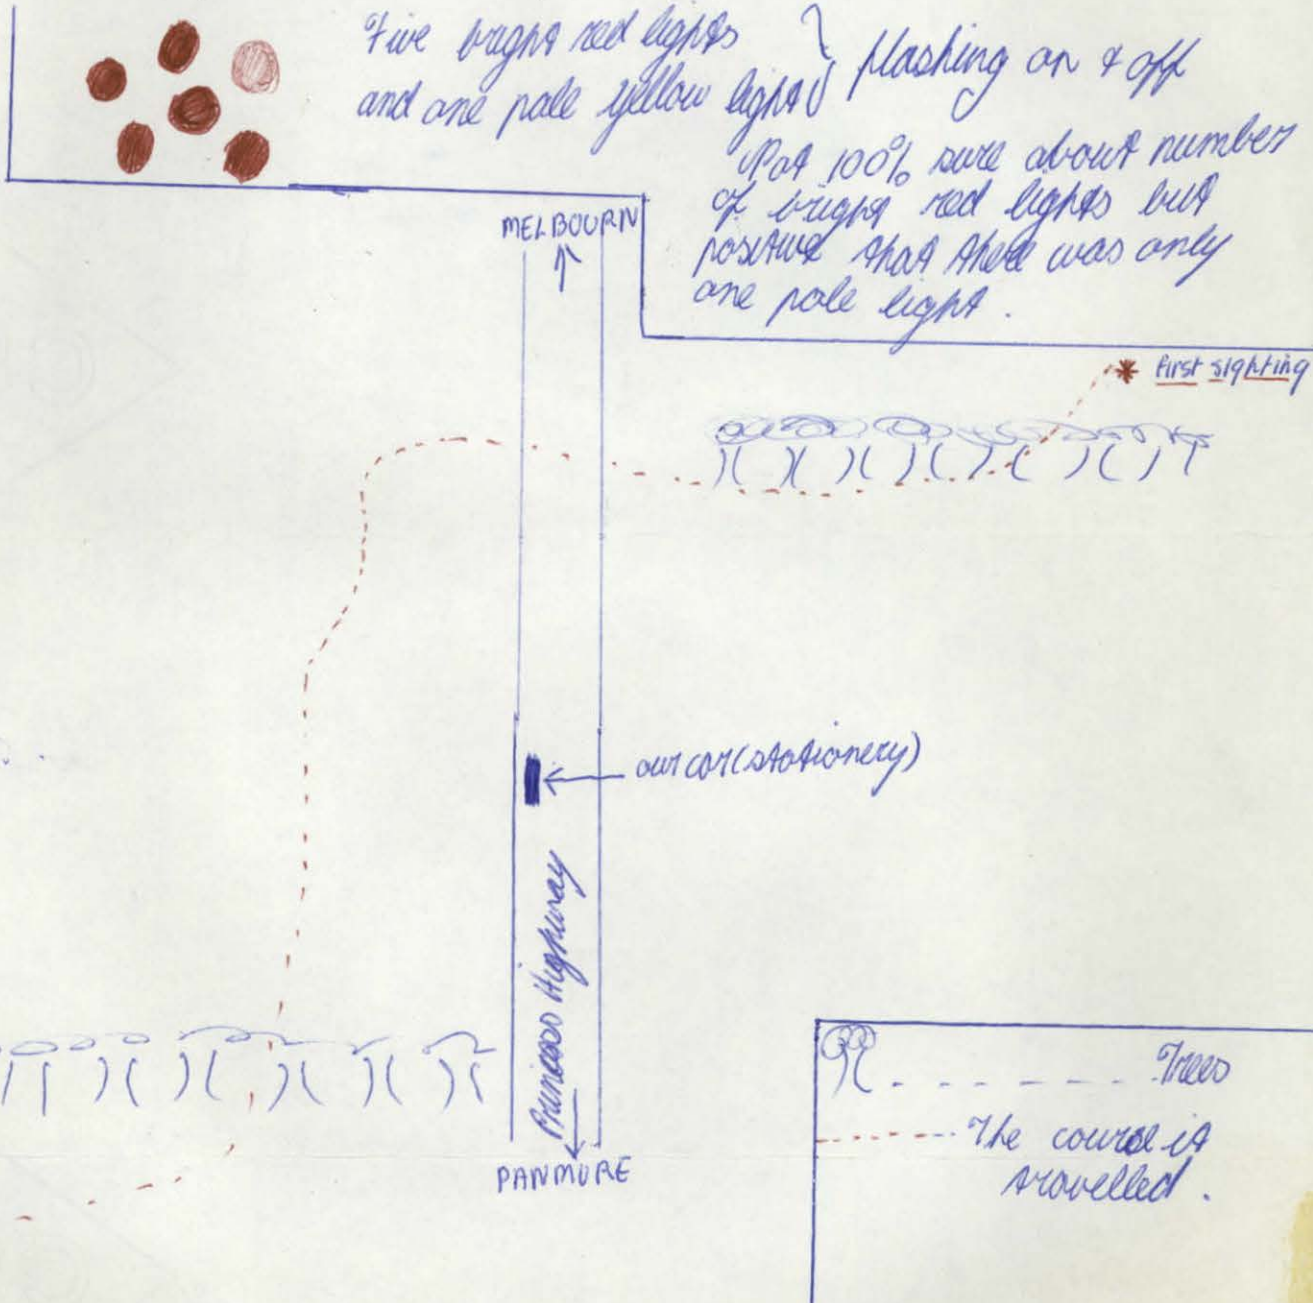 Five bright red lights
and one pale yellow light } flashing on & off
Not 100% sure about number
of bright red lights but
positive that there was only
one pale light.
MELBOURN
first sighting
our car (stationery)
Princess Highway
PANMURE
Trees
The course it
travelled.